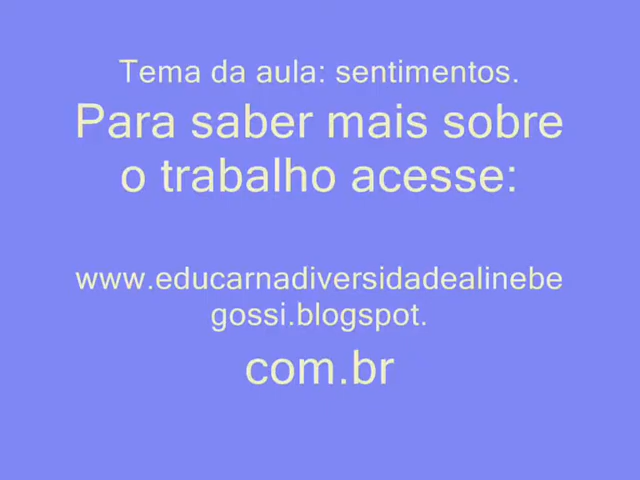 Tema da aula: sentimentos.
Para saber mais sobre
o trabalho acesse:
www.educarnadiversidadealinebe
gossi.blogspot.
com.br